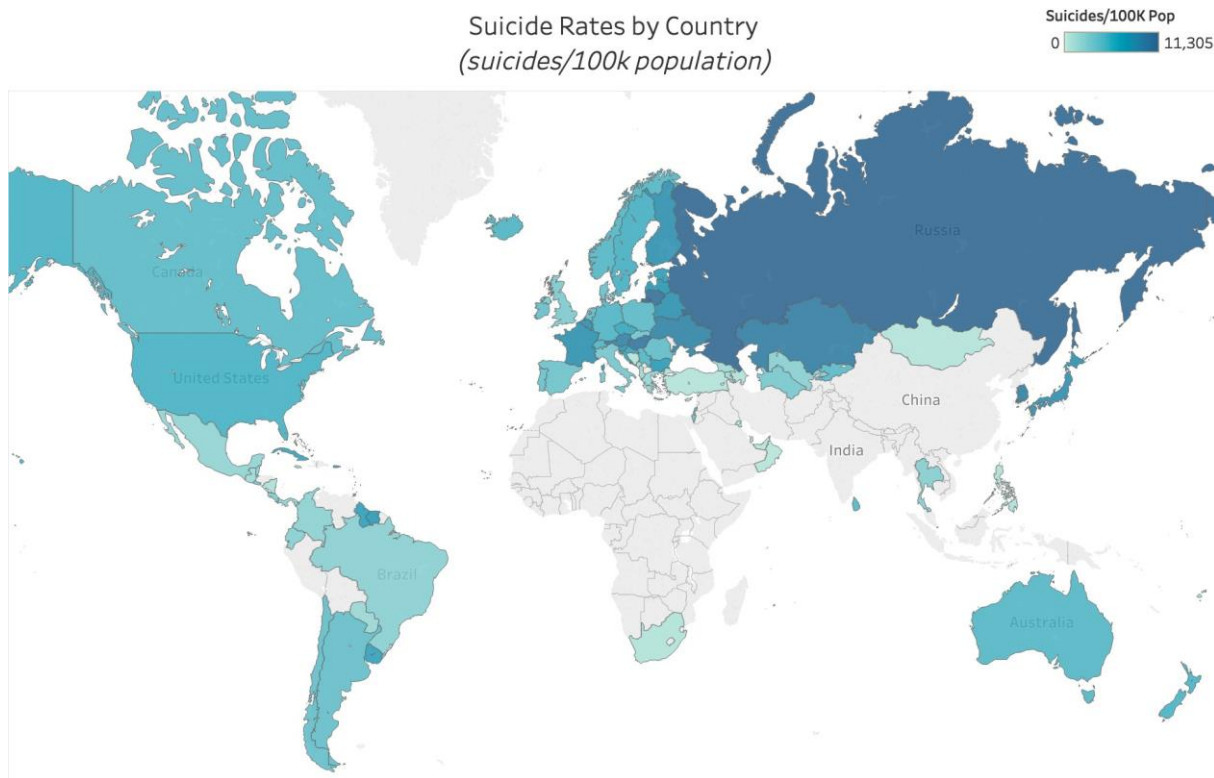 Suicide Rates by Country
(suicides/100k population)
Suicides/100K Pop
0 11,305
Russia
Canada
United States
China
India
Brazil
Australia